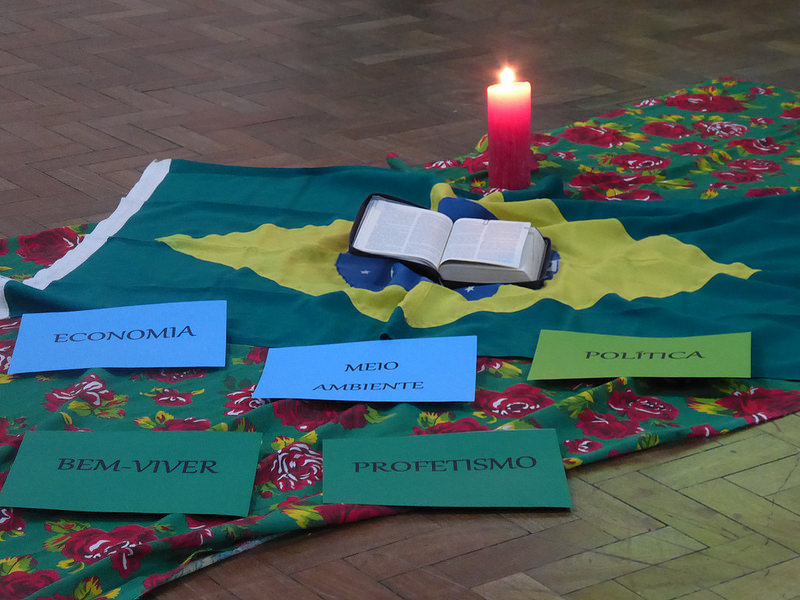 ECONOMIA
MEIO
AMBIENTE
POLÍTICA
BEM-VIVER
PROFETISMO